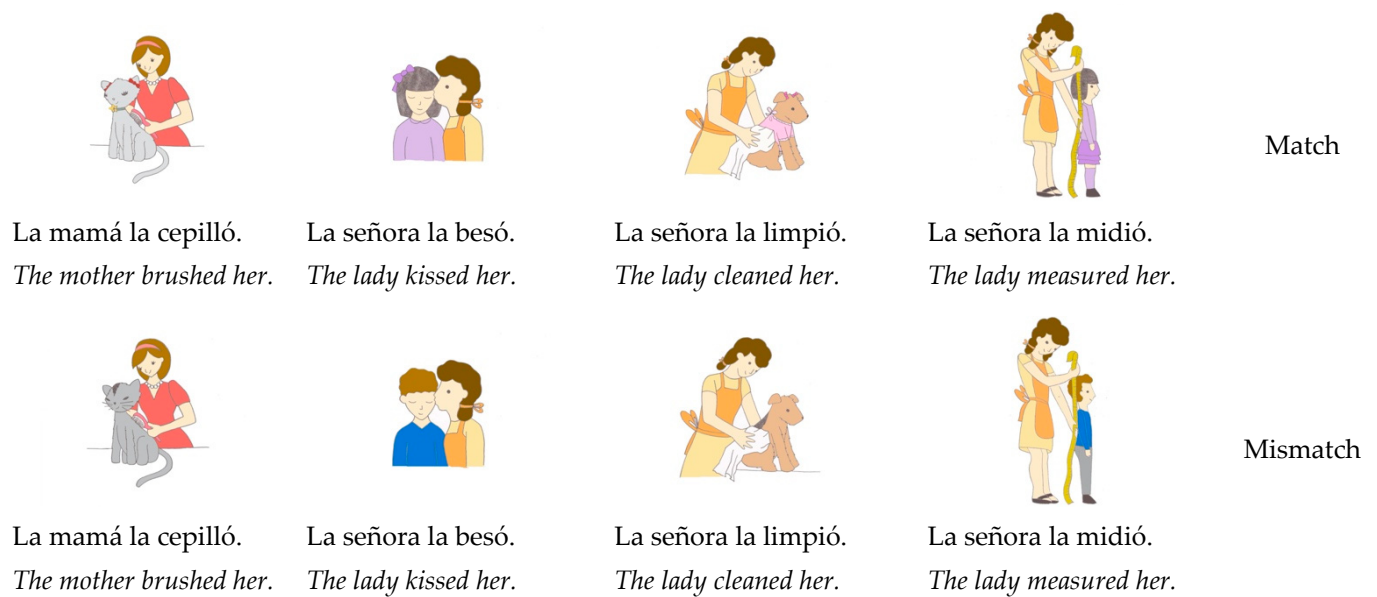 Match
La mamá la cepilló. La señora la besó. La señora la limpió. La señora la midió.
The mother brushed her. The lady kissed her. The lady cleaned her. The lady measured her.
Mismatch
La mamá la cepilló. La señora la besó. La señora la limpió. La señora la midió.
The mother brushed her. The lady kissed her. The lady cleaned her. The lady measured her.